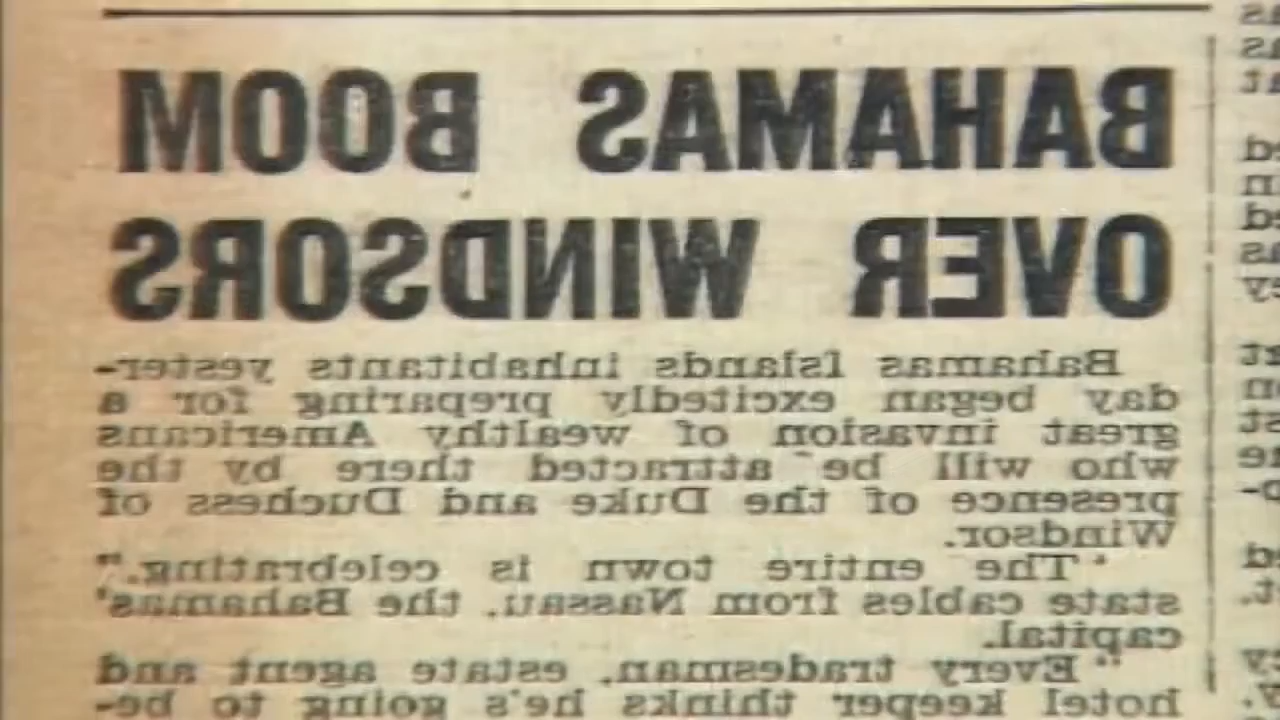 BAHAMAS BOOM
OVER WINDSORS
Bahamas Islands inhabitants yester-
day began excitedly preparing for a
great invasion of wealthy Americans
who will be attracted there by the
presence of the Duke and Duchess of
Windsor.
"The entire town is celebrating,"
state cables from Nassau, the Bahamas'
capital.
"Every tradesman, estate agent and
hotel keeper thinks he's going to be-